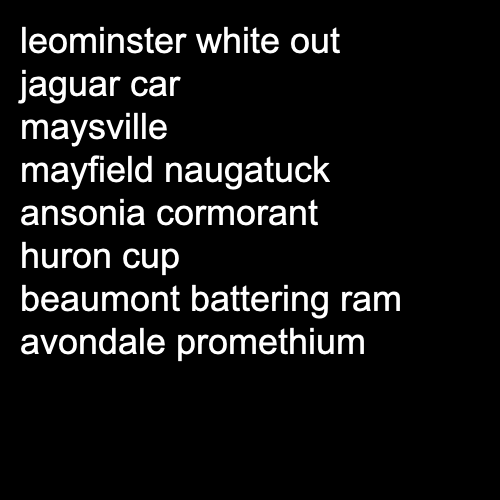 leominster white out
jaguar car
maysville
mayfield naugatuck
ansonia cormorant
huron cup
beaumont battering ram
avondale promethium